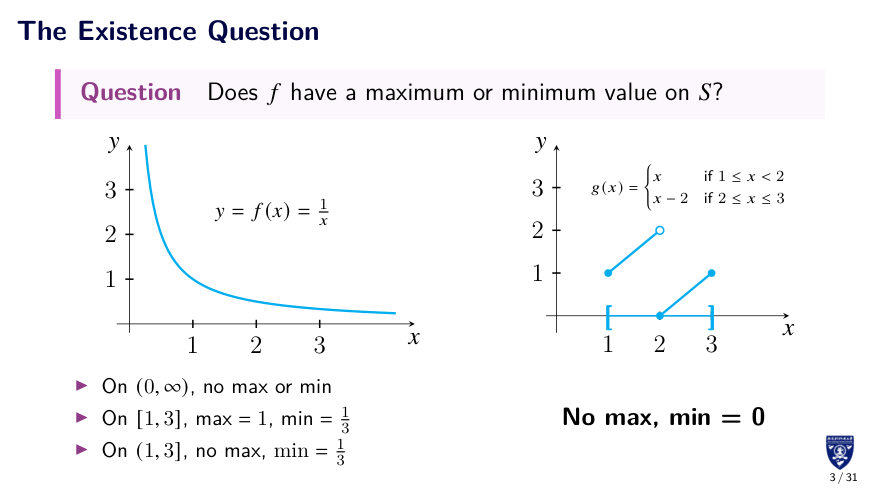 The Existence Question
Question Does f have a maximum or minimum value on S?
y
3
2
1
y = f(x) = 1/x
1 2 3 x
y
3
2
1
g(x) = { x if 1 ≤ x < 2
x − 2 if 2 ≤ x ≤ 3
1 2 3 x
▶ On (0, ∞), no max or min
▶ On [1, 3], max = 1, min = 1/3
▶ On (1, 3], no max, min = 1/3
No max, min = 0
3 / 31